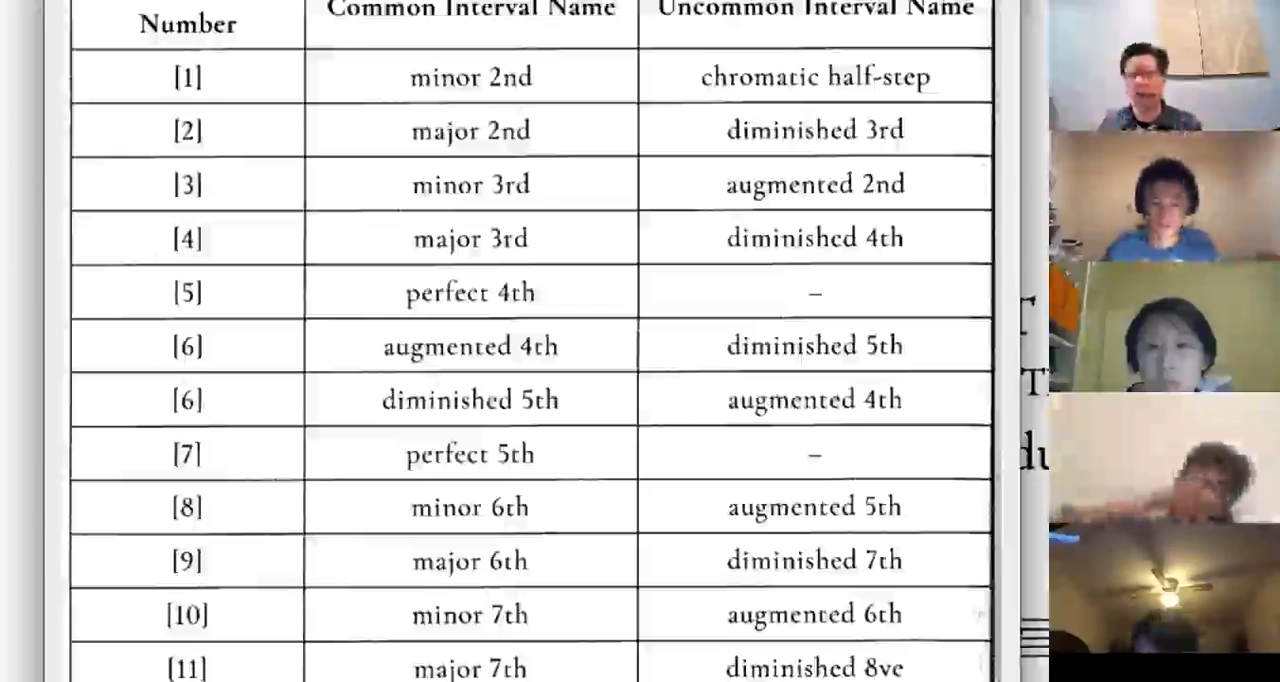 Number Common Interval Name Uncommon Interval Name
[1] minor 2nd chromatic half-step
[2] major 2nd diminished 3rd
[3] minor 3rd augmented 2nd
[4] major 3rd diminished 4th
[5] perfect 4th –
[6] augmented 4th diminished 5th
[6] diminished 5th augmented 4th
[7] perfect 5th –
[8] minor 6th augmented 5th
[9] major 6th diminished 7th
[10] minor 7th augmented 6th
[11] major 7th diminished 8ve